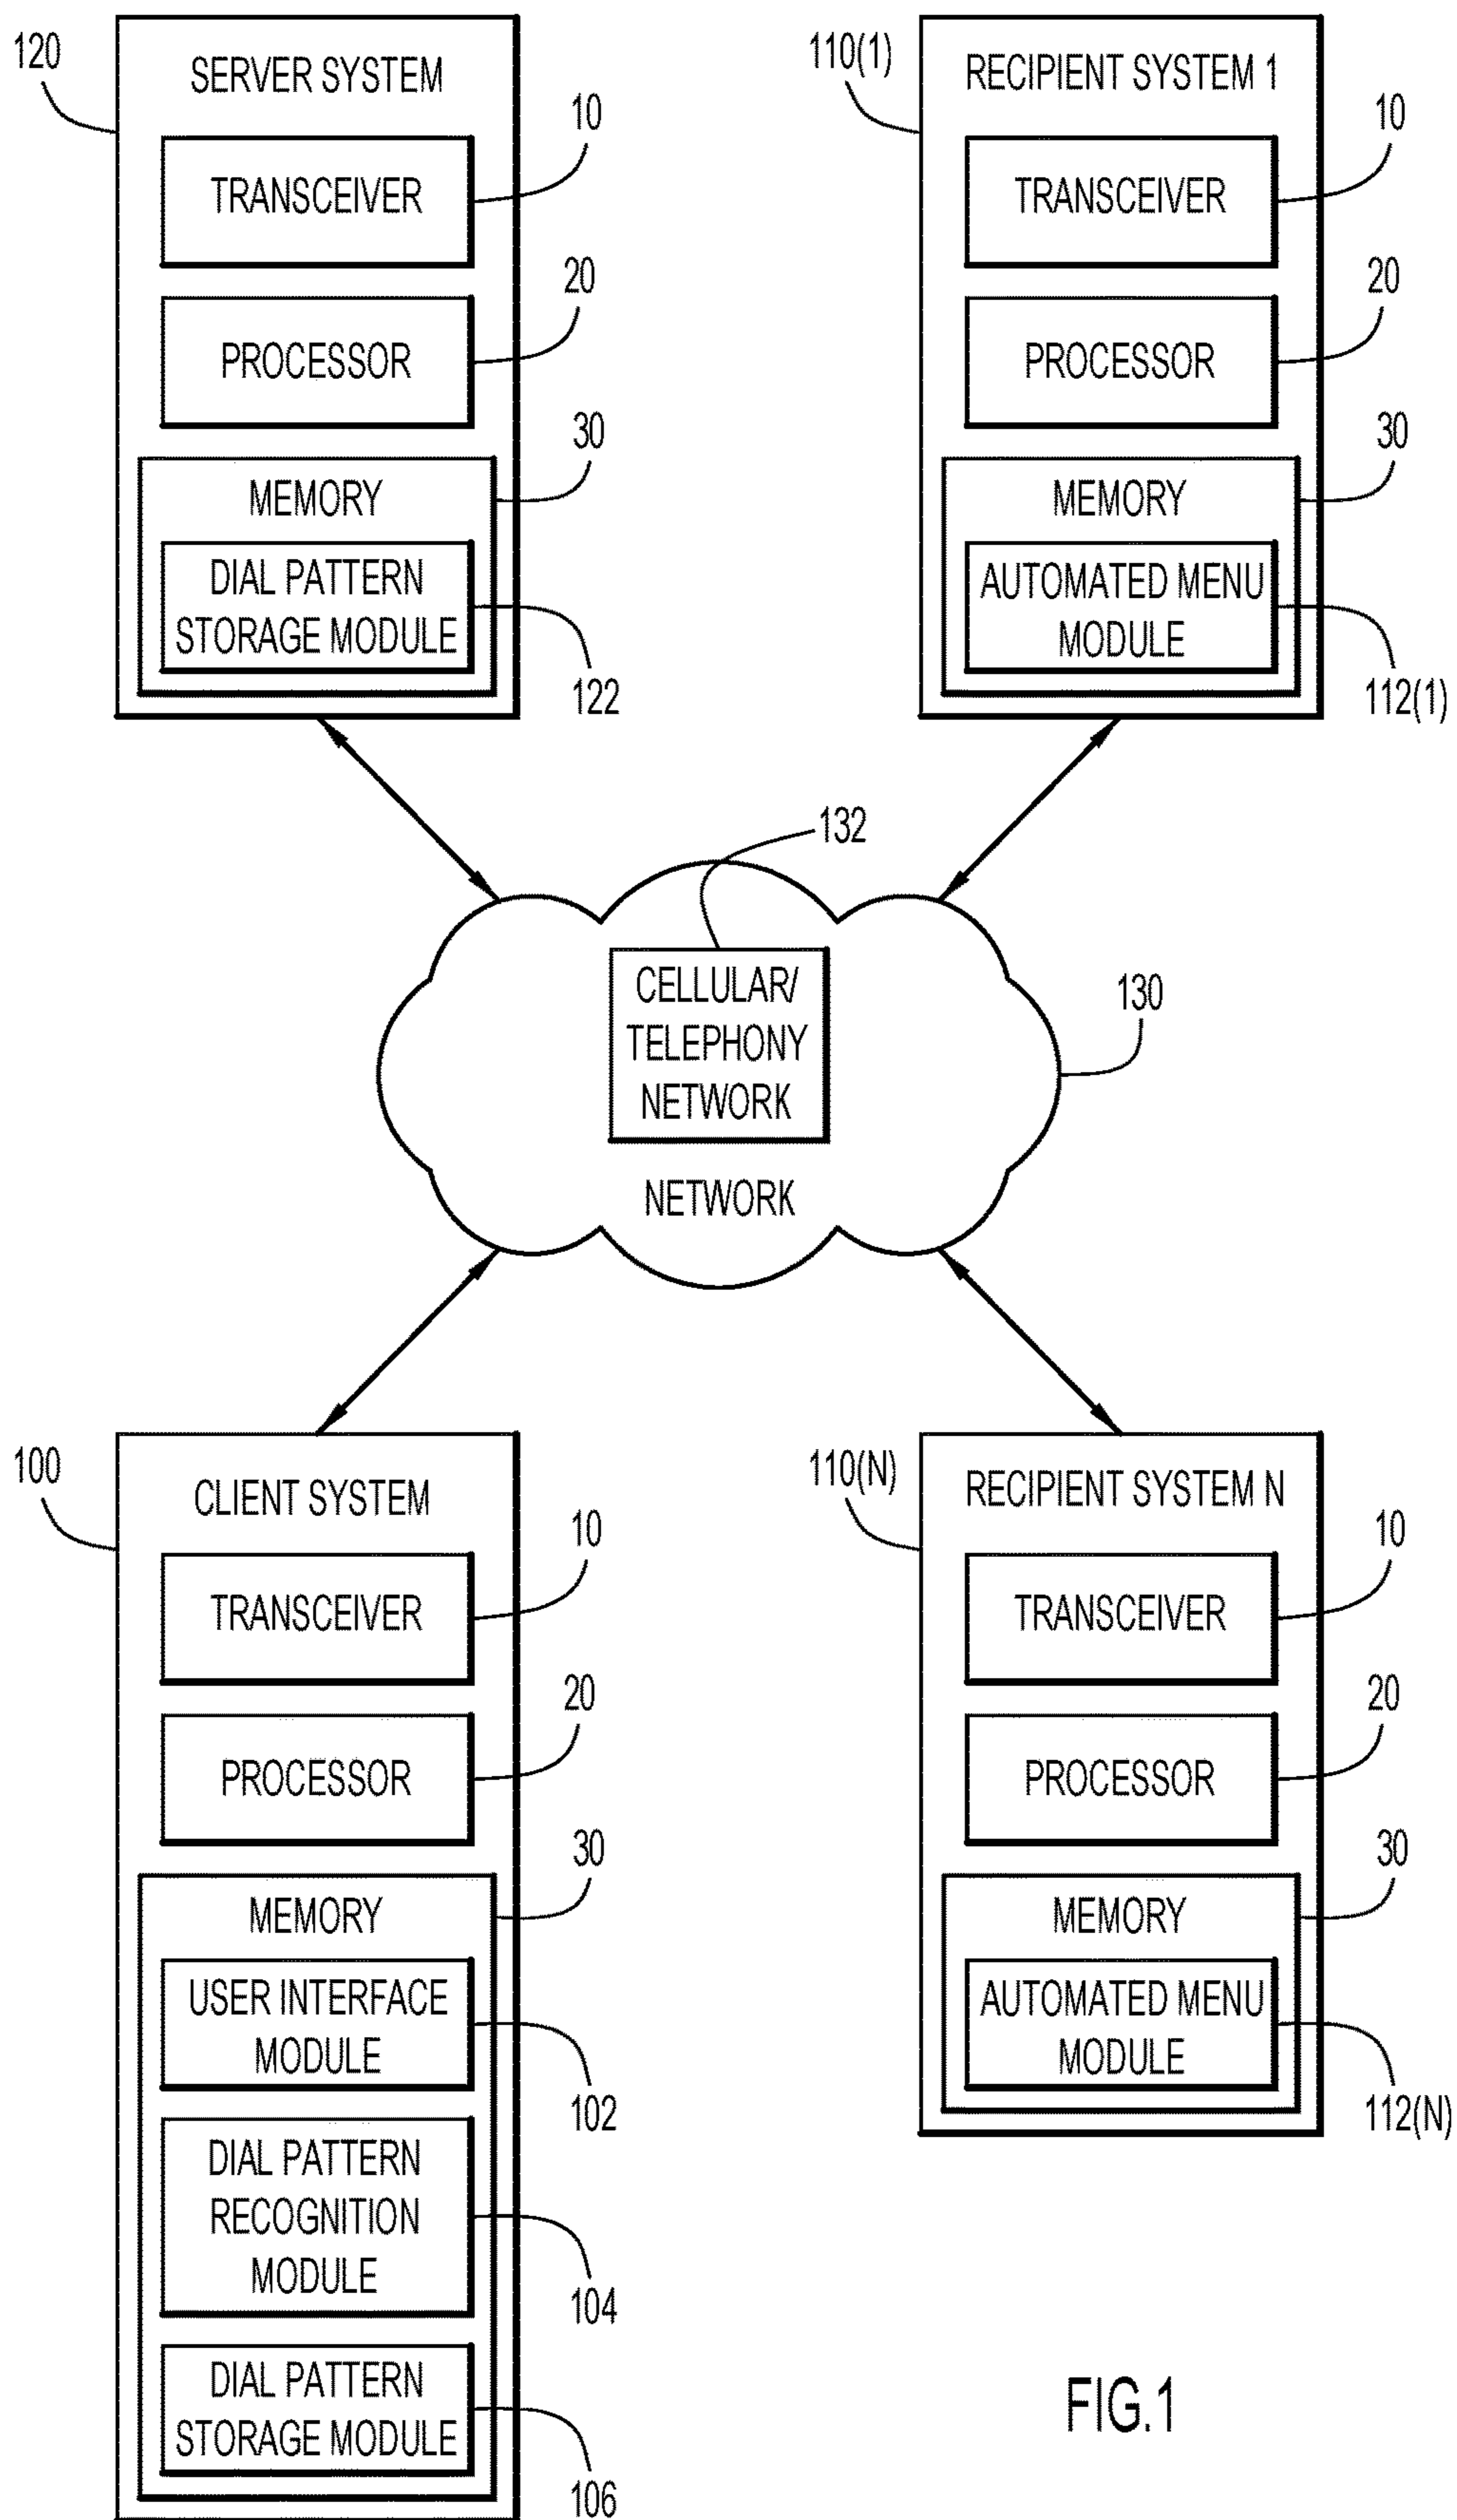 120
SERVER SYSTEM
10
TRANSCEIVER
20
PROCESSOR
30
MEMORY
DIAL PATTERN
STORAGE MODULE
122
110(1)
RECIPIENT SYSTEM 1
10
TRANSCEIVER
20
PROCESSOR
30
MEMORY
AUTOMATED MENU
MODULE
112(1)
132
CELLULAR/
TELEPHONY
NETWORK
130
NETWORK
100
CLIENT SYSTEM
10
TRANSCEIVER
20
PROCESSOR
30
MEMORY
USER INTERFACE
MODULE
102
DIAL PATTERN
RECOGNITION
MODULE
104
DIAL PATTERN
STORAGE MODULE
106
110(N)
RECIPIENT SYSTEM N
10
TRANSCEIVER
20
PROCESSOR
30
MEMORY
AUTOMATED MENU
MODULE
112(N)
FIG.1